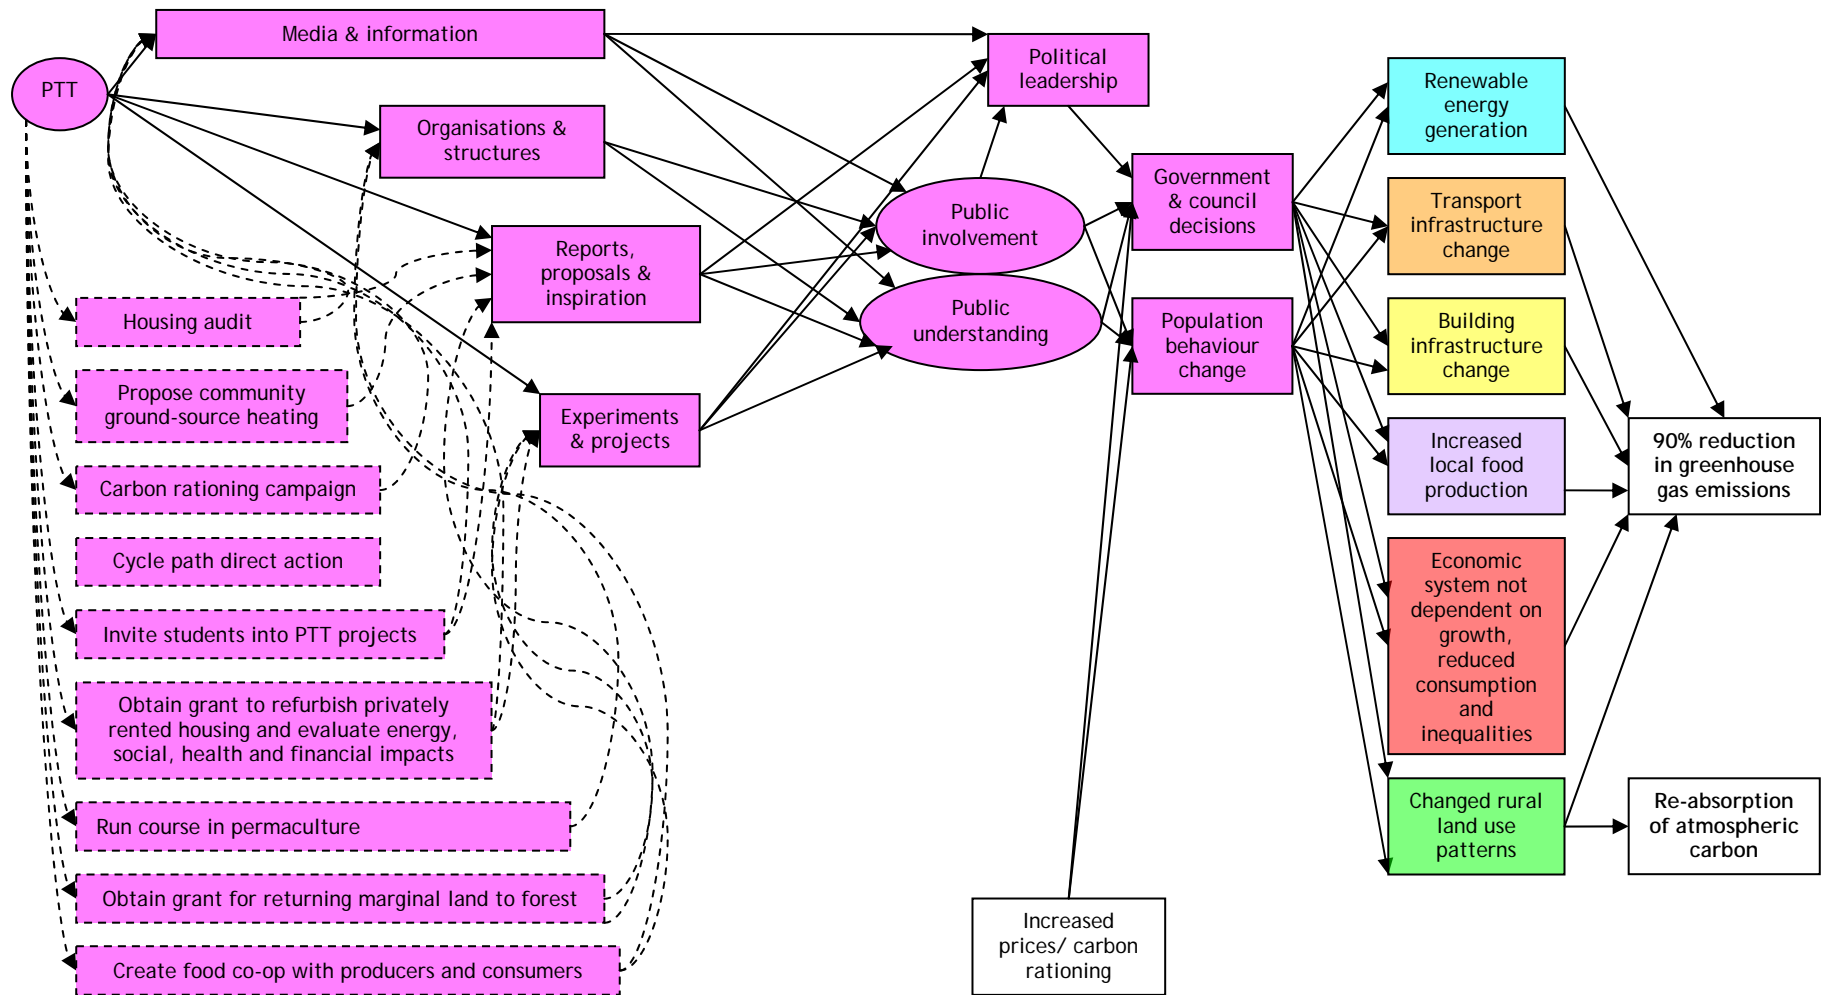 PTT
Media & information
Organisations &
structures
Reports,
proposals &
inspiration
Experiments
& projects
Housing audit
Propose community
ground-source heating
Carbon rationing campaign
Cycle path direct action
Invite students into PTT projects
Obtain grant to refurbish privately
rented housing and evaluate energy,
social, health and financial impacts
Run course in permaculture
Obtain grant for returning marginal land to forest
Create food co-op with producers and consumers
Political
leadership
Public
involvement
Public
understanding
Government
& council
decisions
Population
behaviour
change
Increased
prices/ carbon
rationing
Renewable
energy
generation
Transport
infrastructure
change
Building
infrastructure
change
Increased
local food
production
Economic
system not
dependent on
growth,
reduced
consumption
and
inequalities
Changed rural
land use
patterns
90% reduction
in greenhouse
gas emissions
Re-absorption
of atmospheric
carbon